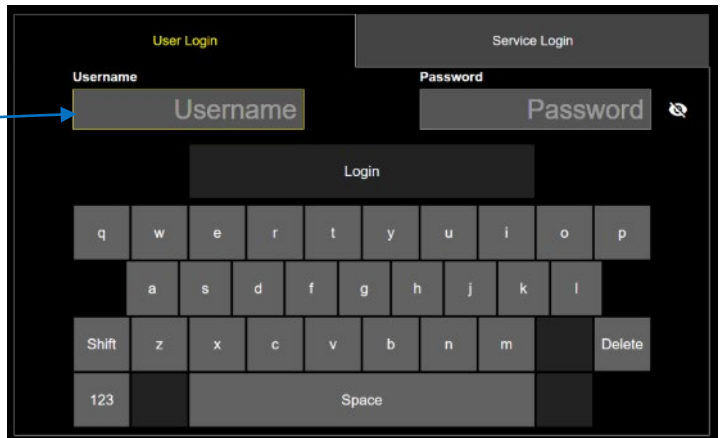 User Login Service Login
Username Password
Username Password
Login
q w e r t y u i o p
a s d f g h j k l
Shift z x c v b n m Delete
123 Space